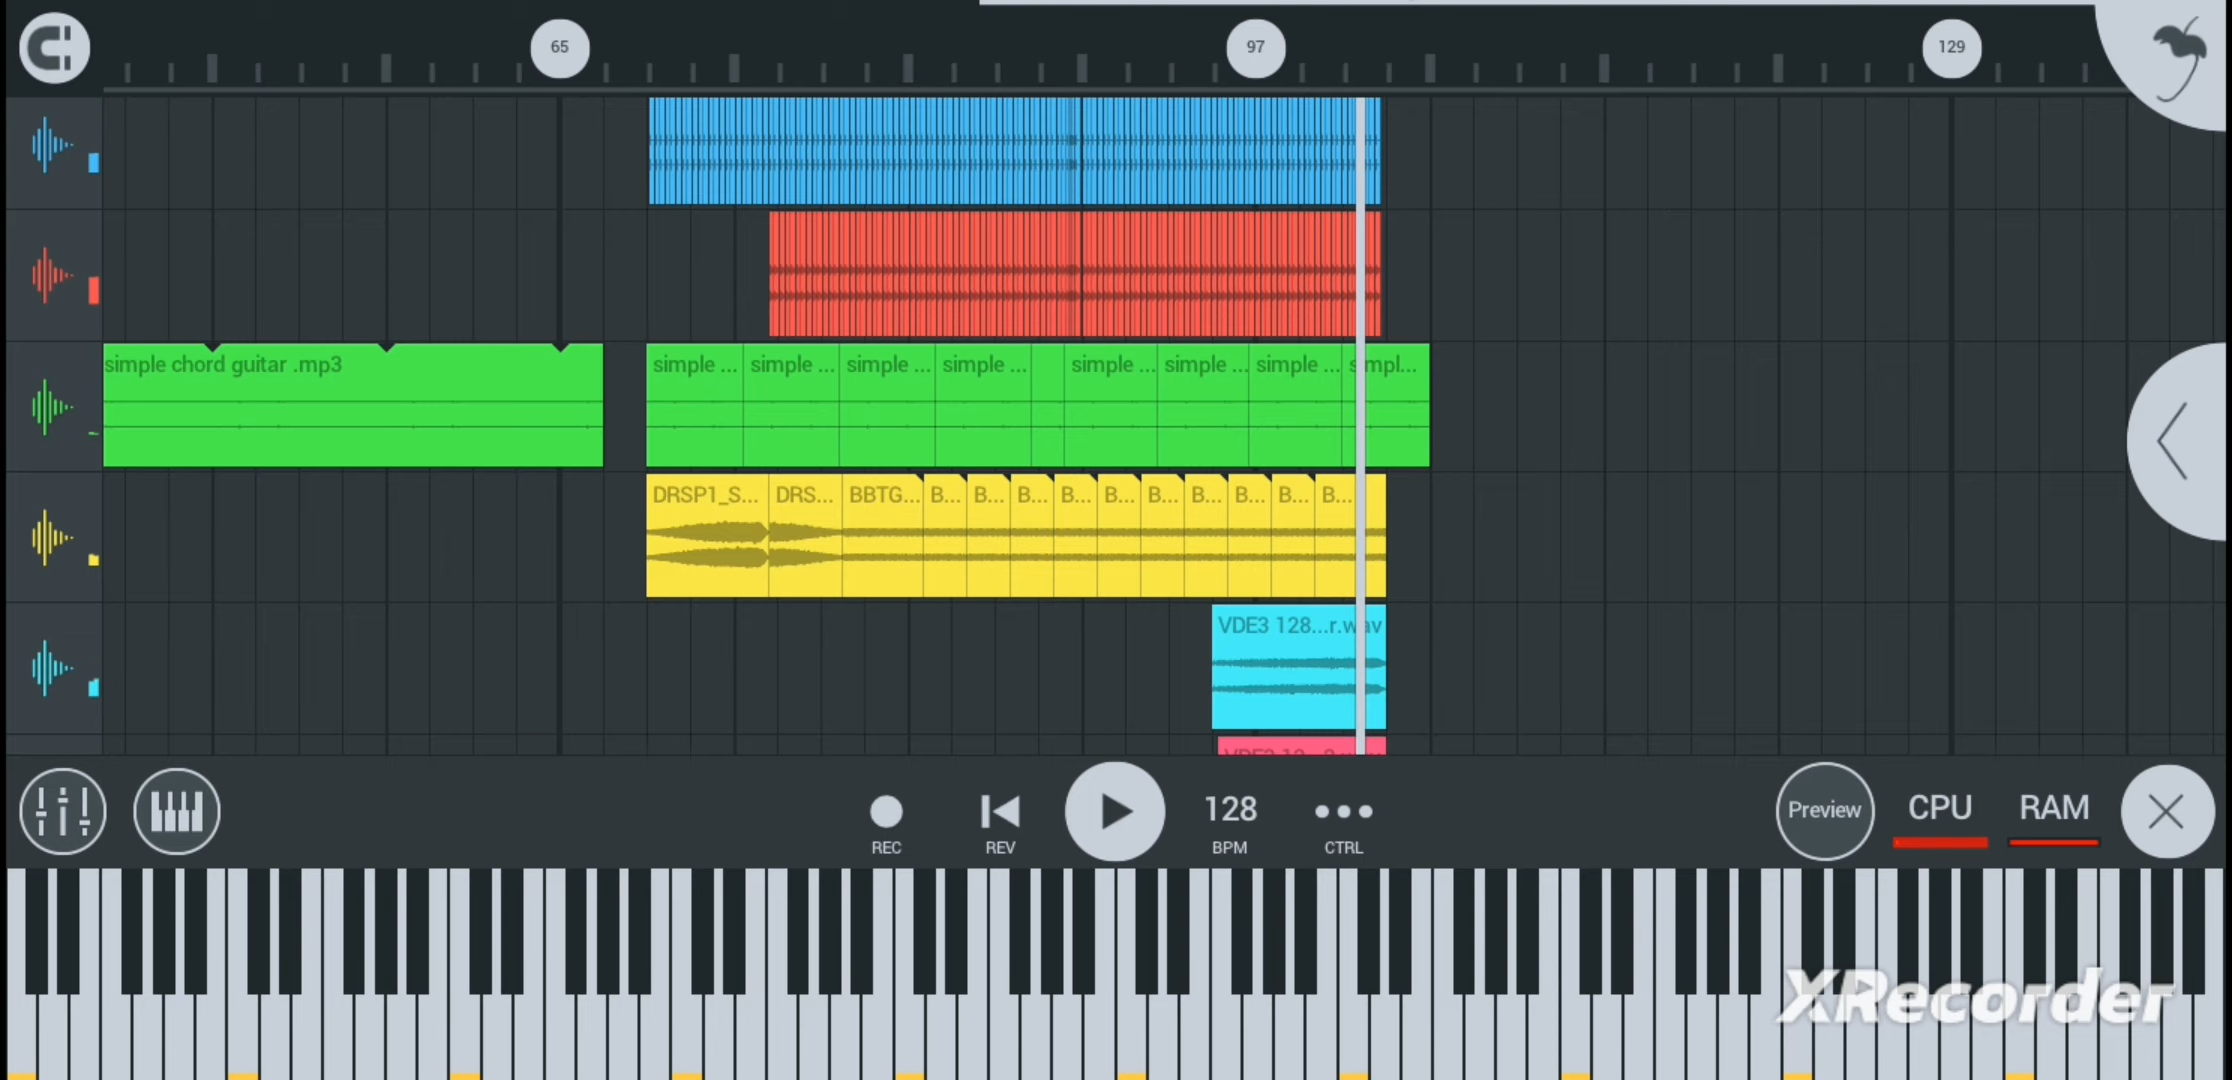 65
97
129
simple chord guitar .mp3
simple ...
simple ...
simple ...
simple ...
simple ...
simple ...
simple ...
simpl...
DRSP1_S...
DRS...
BBTG...
B...
B...
B...
B...
B...
B...
B...
B...
B...
B...
VDE3 128...r.wav
128
Preview
CPU
RAM
REC
REV
BPM
CTRL
XRecorder